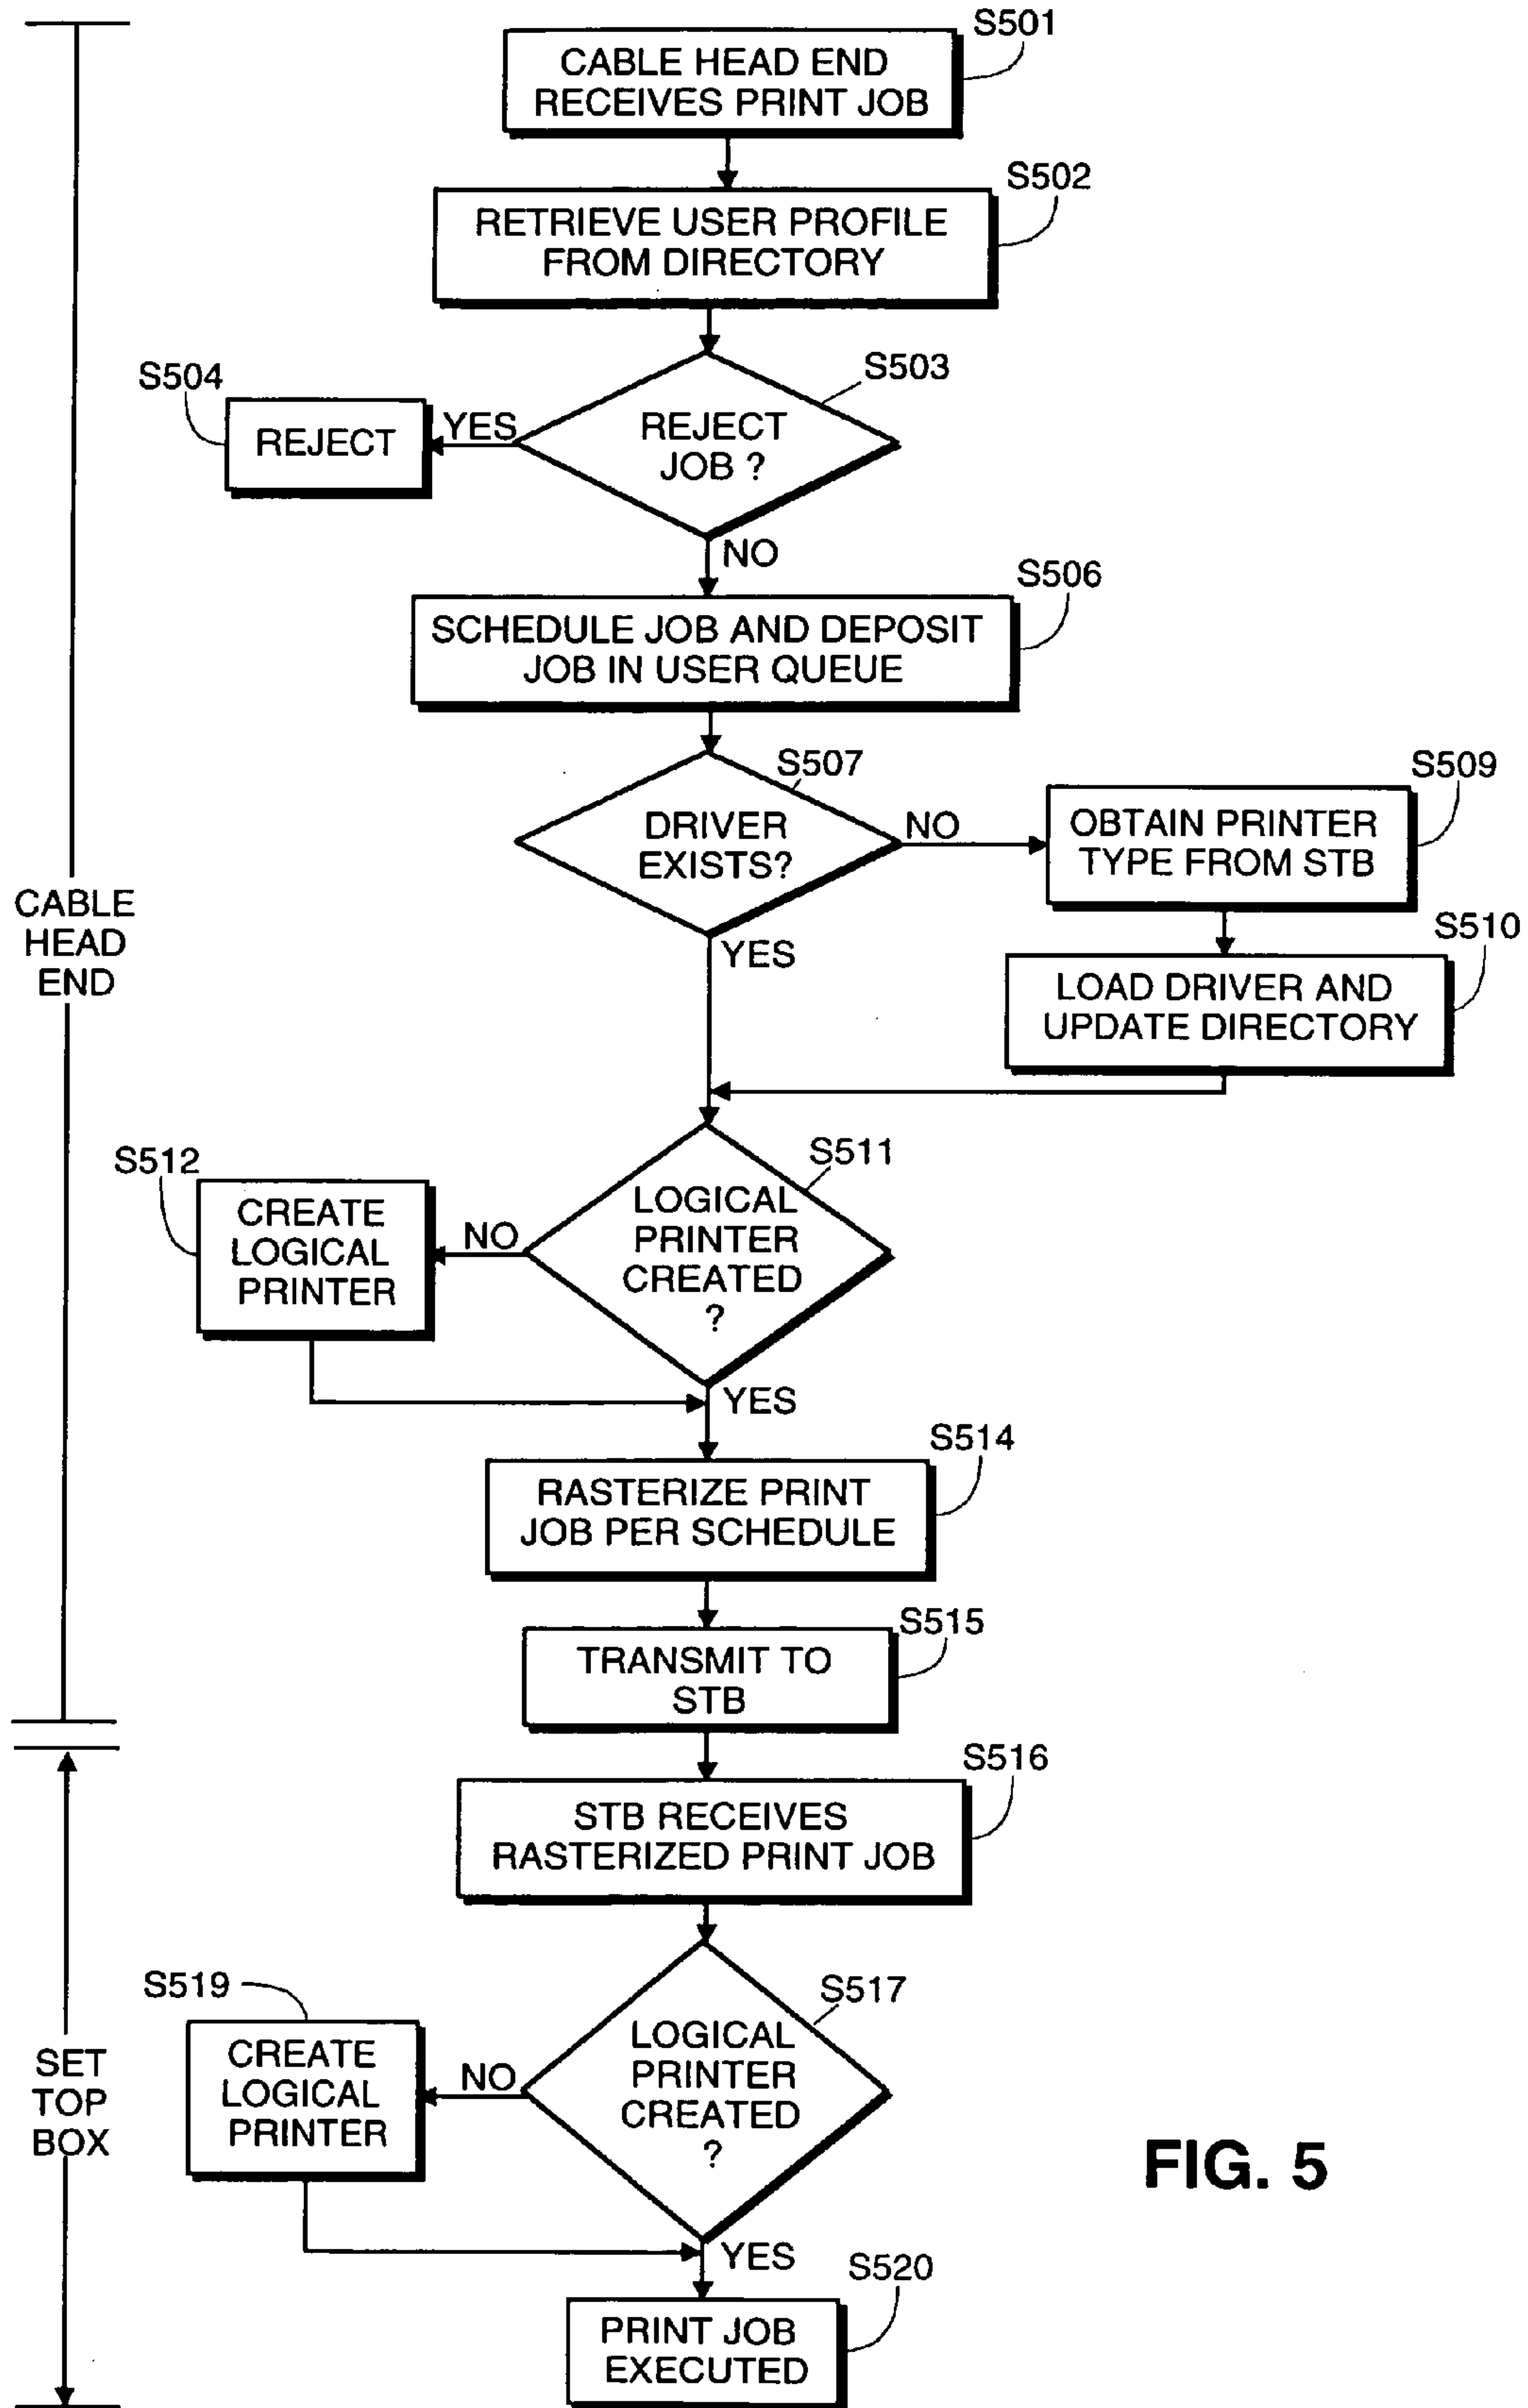 S501
CABLE HEAD END
RECEIVES PRINT JOB
S502
RETRIEVE USER PROFILE
FROM DIRECTORY
S503
REJECT
JOB ?
YES
S504
REJECT
NO
S506
SCHEDULE JOB AND DEPOSIT
JOB IN USER QUEUE
S507
DRIVER
EXISTS?
NO
S509
OBTAIN PRINTER
TYPE FROM STB
S510
LOAD DRIVER AND
UPDATE DIRECTORY
YES
CABLE
HEAD
END
S511
LOGICAL
PRINTER
CREATED
?
NO
S512
CREATE
LOGICAL
PRINTER
YES
S514
RASTERIZE PRINT
JOB PER SCHEDULE
S515
TRANSMIT TO
STB
S516
STB RECEIVES
RASTERIZED PRINT JOB
S517
LOGICAL
PRINTER
CREATED
?
NO
S519
CREATE
LOGICAL
PRINTER
SET
TOP
BOX
YES
S520
PRINT JOB
EXECUTED
FIG. 5